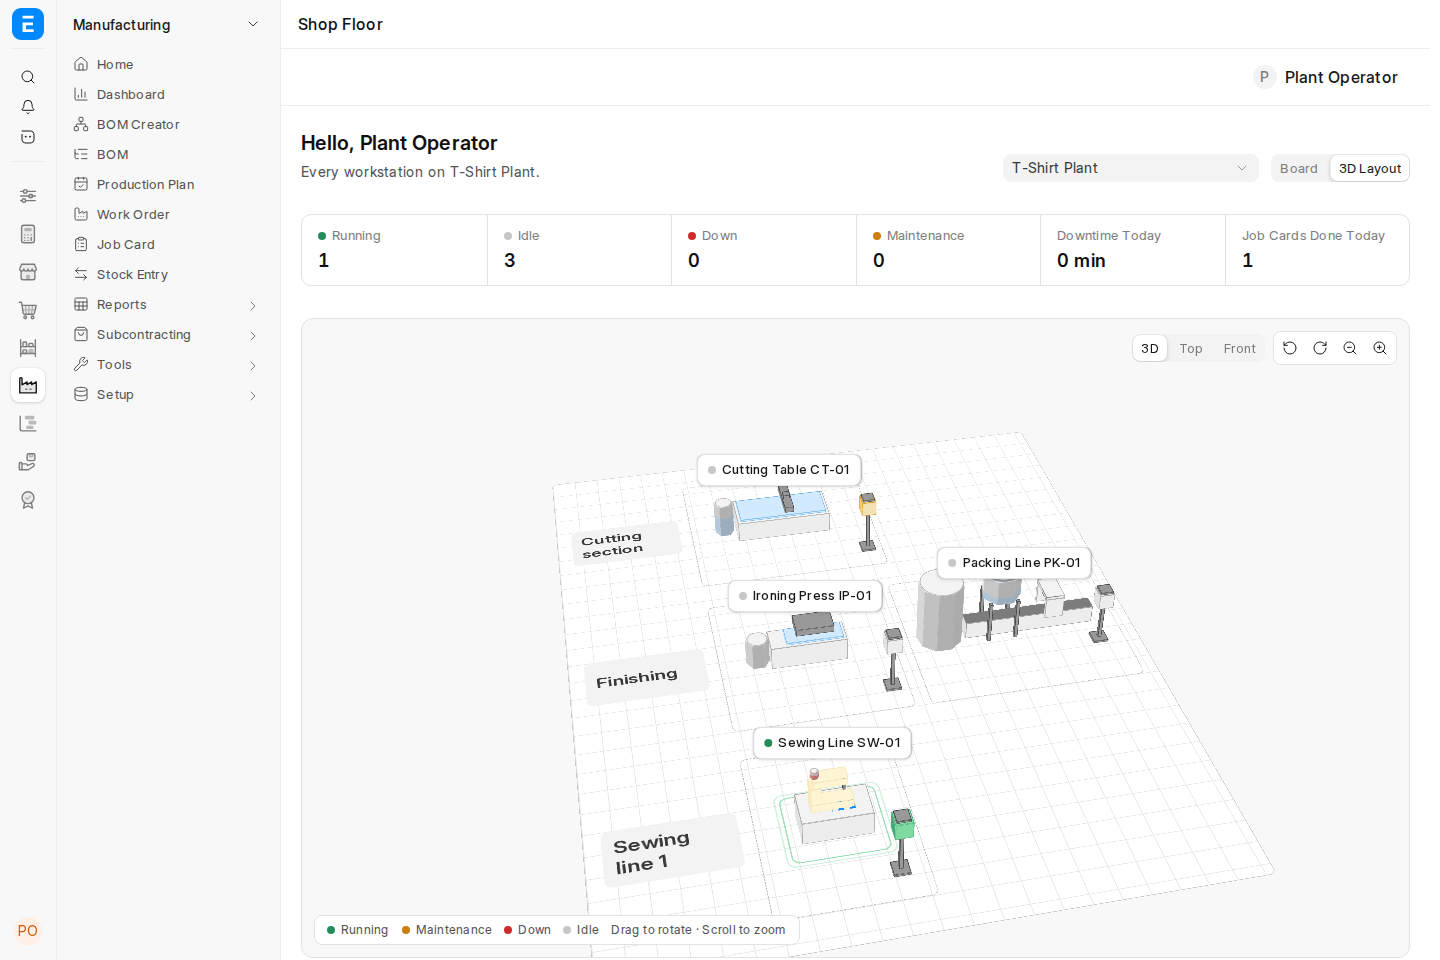 Manufacturing
Shop Floor
Home
Dashboard
BOM Creator
BOM
Production Plan
Work Order
Job Card
Stock Entry
Reports
Subcontracting
Tools
Setup
PO
P Plant Operator
Hello, Plant Operator
Every workstation on T-Shirt Plant.
T-Shirt Plant
Board
3D Layout
Running
1
Idle
3
Down
0
Maintenance
0
Downtime Today
0 min
Job Cards Done Today
1
3D
Top
Front
Cutting Table CT-01
Cutting
section
Packing Line PK-01
Ironing Press IP-01
Finishing
Sewing Line SW-01
Sewing
line 1
Running Maintenance Down Idle Drag to rotate · Scroll to zoom